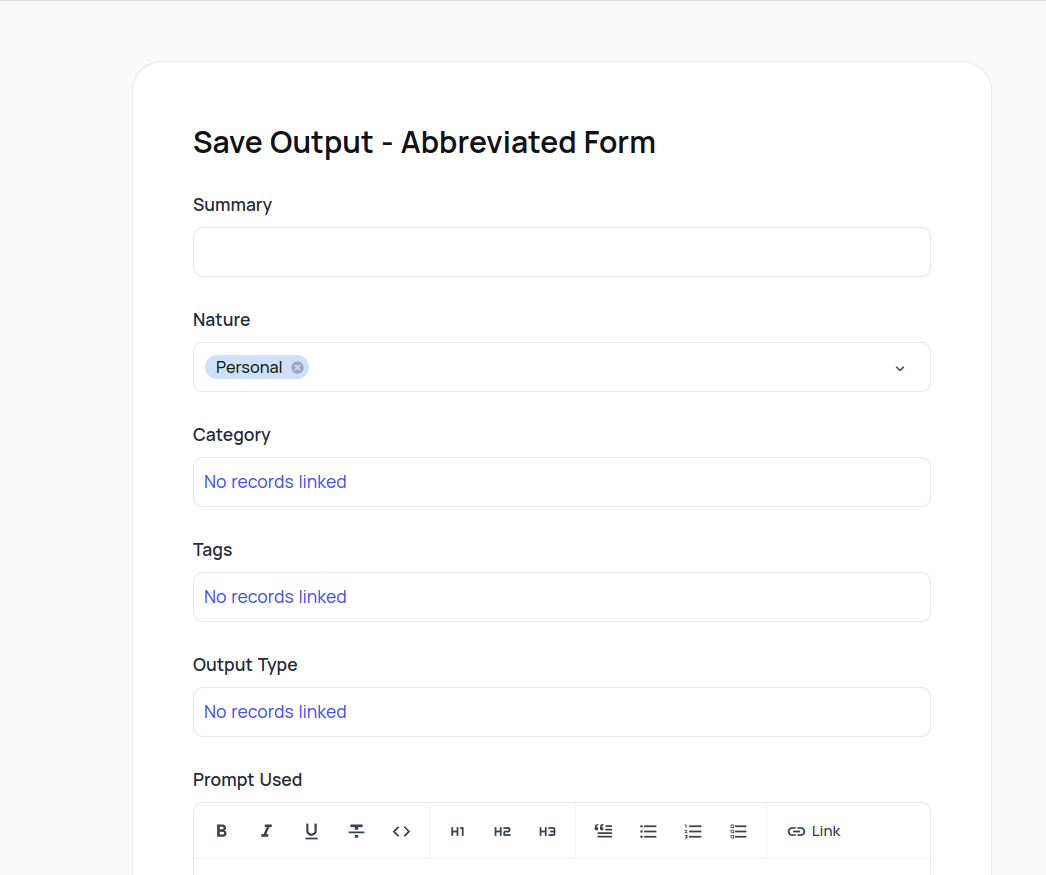 Save Output - Abbreviated Form
Summary
Nature
Personal
Category
No records linked
Tags
No records linked
Output Type
No records linked
Prompt Used
B I U T <> H1 H2 H3 Link